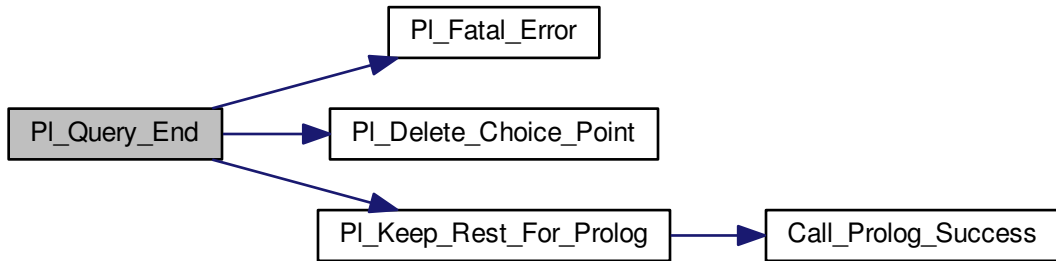 Pl_Fatal_Error
Pl_Query_End
Pl_Delete_Choice_Point
Pl_Keep_Rest_For_Prolog
Call_Prolog_Success